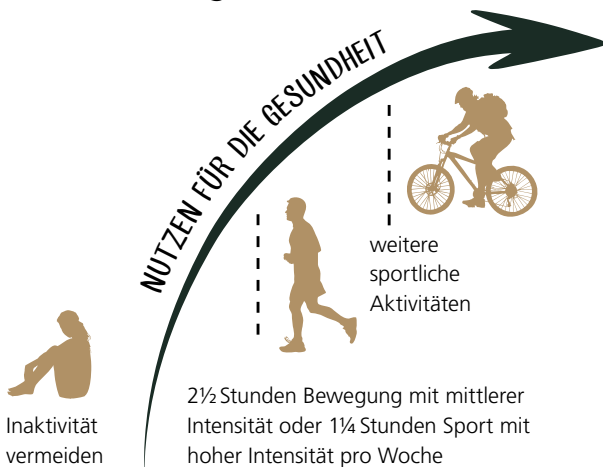 NUTZEN FÜR DIE GESUNDHEIT
weitere
sportliche
Aktivitäten
Inaktivität
vermeiden
2½ Stunden Bewegung mit mittlerer
Intensität oder 1¼ Stunden Sport mit
hoher Intensität pro Woche